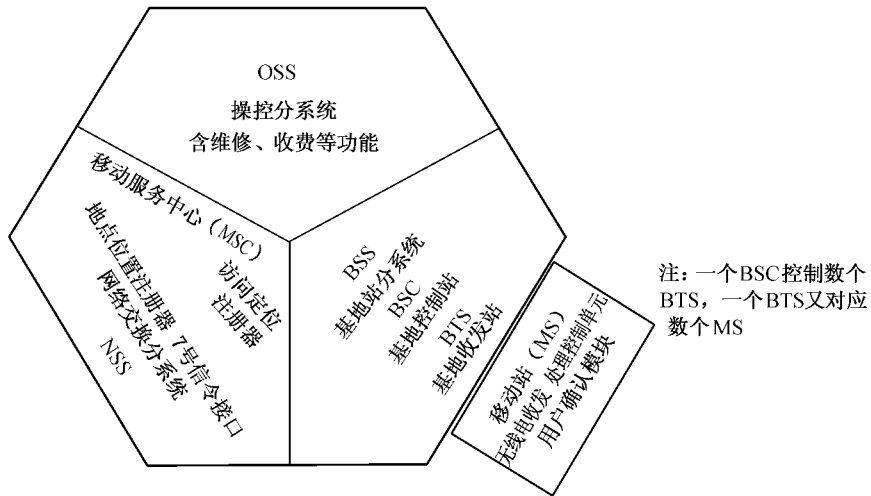 OSS
操控分系统
含维修、收费等功能
移动服务中心（MSC）
访问定位
注册器
地点位置注册器 7号信令接口
网络交换分系统
NSS
BSS
基地站分系统
BSC
基地控制站
BTS
基地收发站
移动站（MS）
无线电收发 处理控制单元
用户确认模块
注：一个BSC控制数个
BTS，一个BTS又对应
数个MS